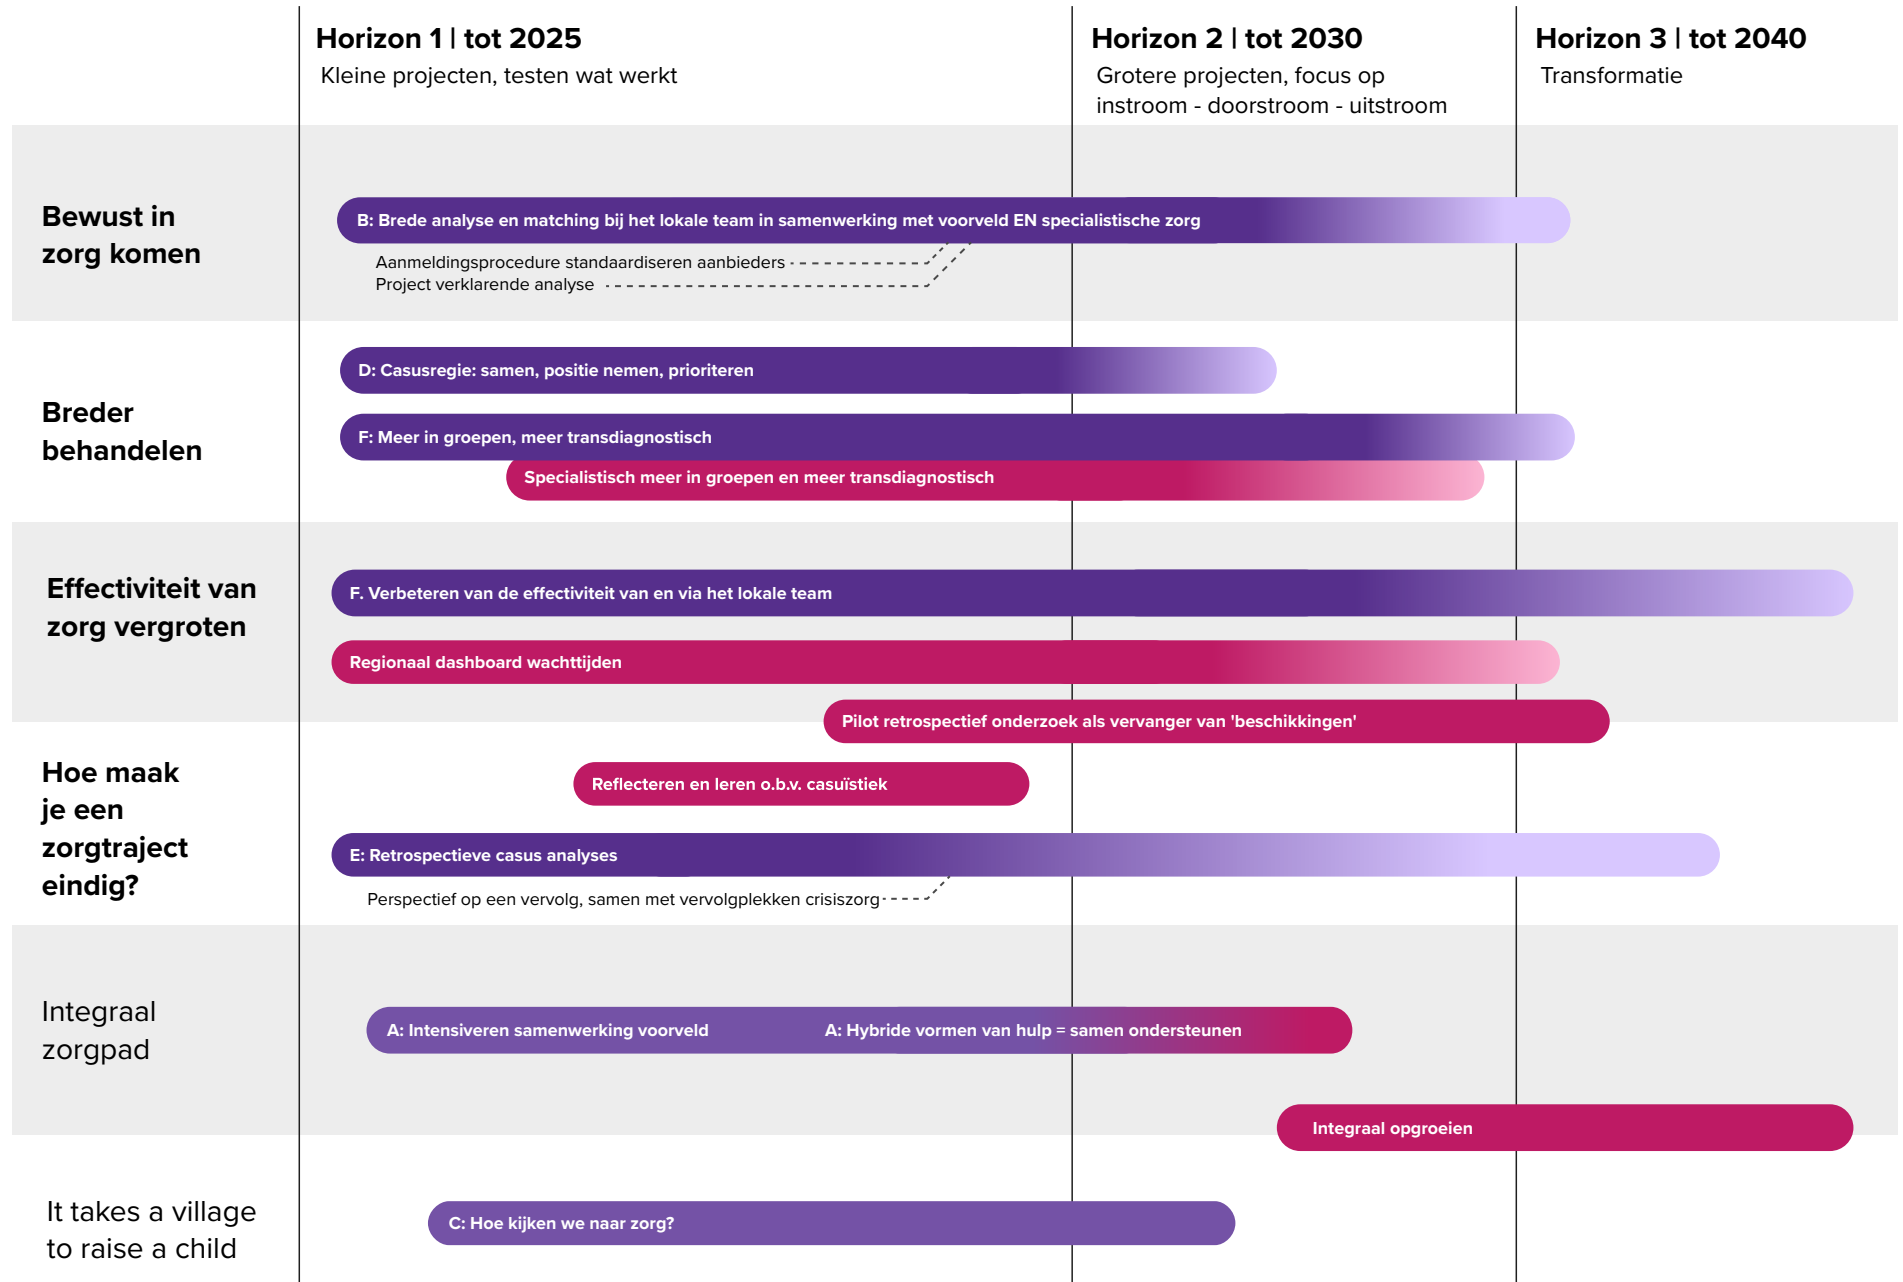 Horizon 1 | tot 2025
Kleine projecten, testen wat werkt
Horizon 2 | tot 2030
Grotere projecten, focus op
instroom - doorstroom - uitstroom
Horizon 3 | tot 2040
Transformatie
Bewust in
zorg komen
B: Brede analyse en matching bij het lokale team in samenwerking met voorveld EN specialistische zorg
Aanmeldingsprocedure standaardiseren aanbieders
Project verklarende analyse
Breder
behandelen
D: Casusregie: samen, positie nemen, prioriteren
F: Meer in groepen, meer transdiagnostisch
Specialistisch meer in groepen en meer transdiagnostisch
Effectiviteit van
zorg vergroten
F. Verbeteren van de effectiviteit van en via het lokale team
Regionaal dashboard wachttijden
Pilot retrospectief onderzoek als vervanger van 'beschikkingen'
Hoe maak
je een
zorgtraject
eindig?
Reflecteren en leren o.b.v. casuïstiek
E: Retrospectieve casus analyses
Perspectief op een vervolg, samen met vervolgplekken crisiszorg
Integraal
zorgpad
A: Intensiveren samenwerking voorveld
A: Hybride vormen van hulp = samen ondersteunen
Integraal opgroeien
It takes a village
to raise a child
C: Hoe kijken we naar zorg?